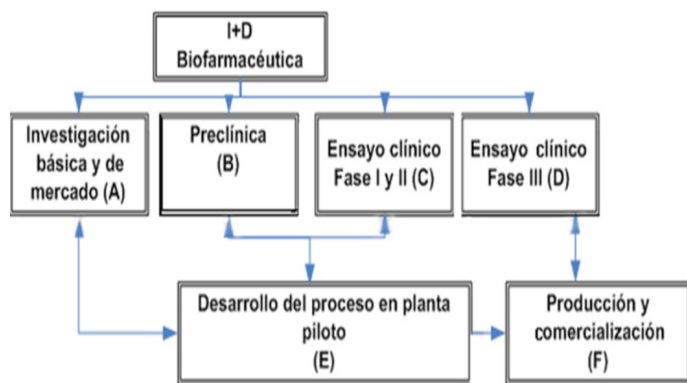 I+D
Biofarmacéutica
Investigación
básica y de
mercado (A)
Preclínica
(B)
Ensayo clínico
Fase I y II (C)
Ensayo clínico
Fase III (D)
Desarrollo del proceso en planta
piloto
(E)
Producción y
comercialización
(F)